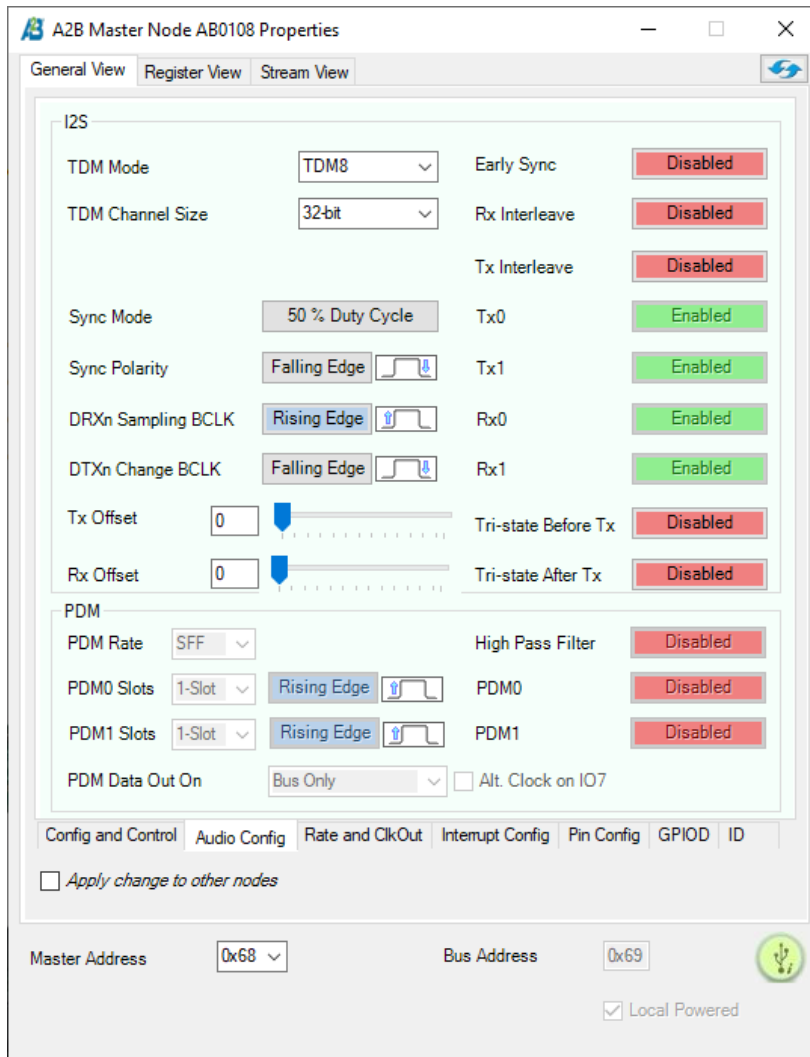 A2B Master Node AB0108 Properties
General View Register View Stream View
I2S
TDM Mode TDM8 Early Sync Disabled
TDM Channel Size 32-bit Rx Interleave Disabled
Tx Interleave Disabled
Sync Mode 50 % Duty Cycle Tx0 Enabled
Sync Polarity Falling Edge Tx1 Enabled
DRXn Sampling BCLK Rising Edge Rx0 Enabled
DTXn Change BCLK Falling Edge Rx1 Enabled
Tx Offset 0 Tri-state Before Tx Disabled
Rx Offset 0 Tri-state After Tx Disabled
PDM
PDM Rate SFF High Pass Filter Disabled
PDM0 Slots 1-Slot Rising Edge PDM0 Disabled
PDM1 Slots 1-Slot Rising Edge PDM1 Disabled
PDM Data Out On Bus Only Alt. Clock on IO7
Config and Control Audio Config Rate and ClkOut Interrupt Config Pin Config GPIOD ID
Apply change to other nodes
Master Address 0x68 Bus Address 0x69
Local Powered